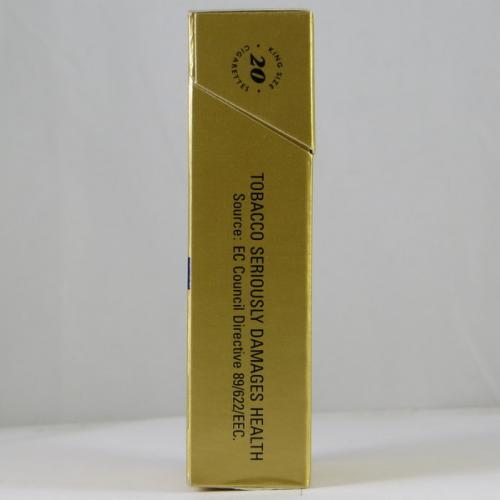 KING SIZE
20
CIGARETTES
TOBACCO SERIOUSLY DAMAGES HEALTH
Source: EC Council Directive 89/622/EEC.